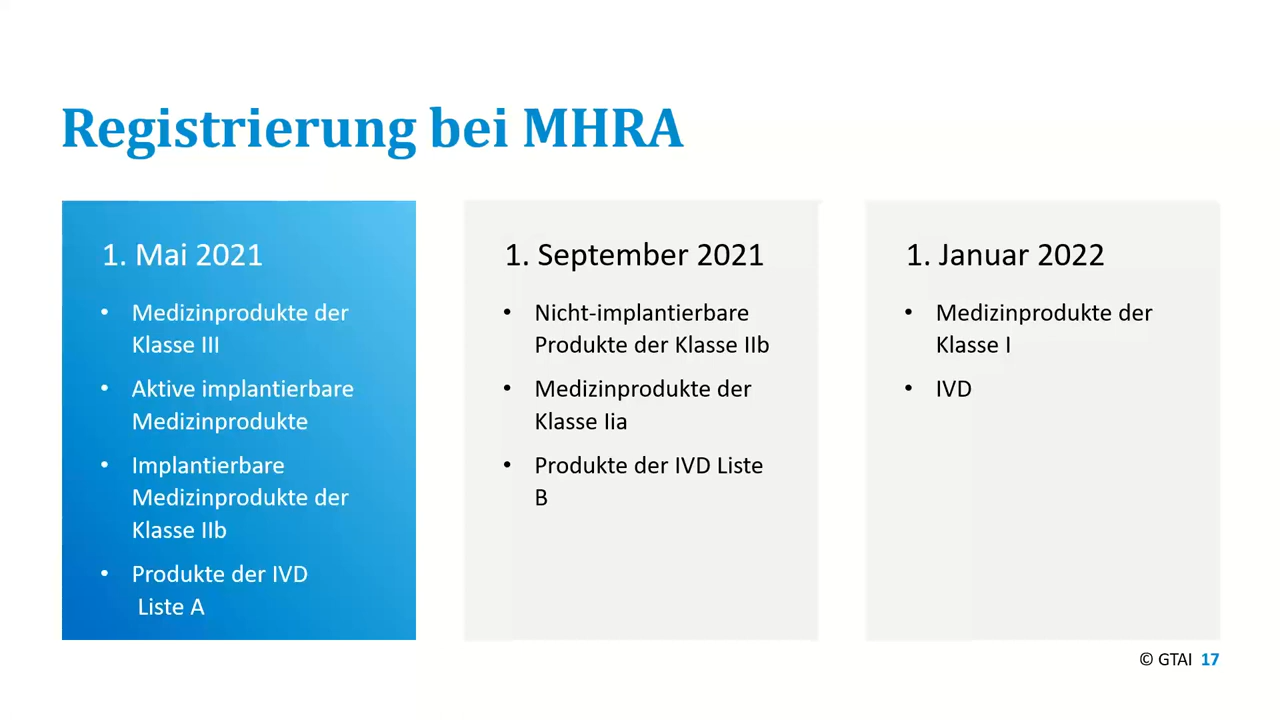 Registrierung bei MHRA
1. Mai 2021
• Medizinprodukte der
Klasse III
• Aktive implantierbare
Medizinprodukte
• Implantierbare
Medizinprodukte der
Klasse IIb
• Produkte der IVD
Liste A
1. September 2021
• Nicht-implantierbare
Produkte der Klasse IIb
• Medizinprodukte der
Klasse Iia
• Produkte der IVD Liste
B
1. Januar 2022
• Medizinprodukte der
Klasse I
• IVD
© GTAI 17